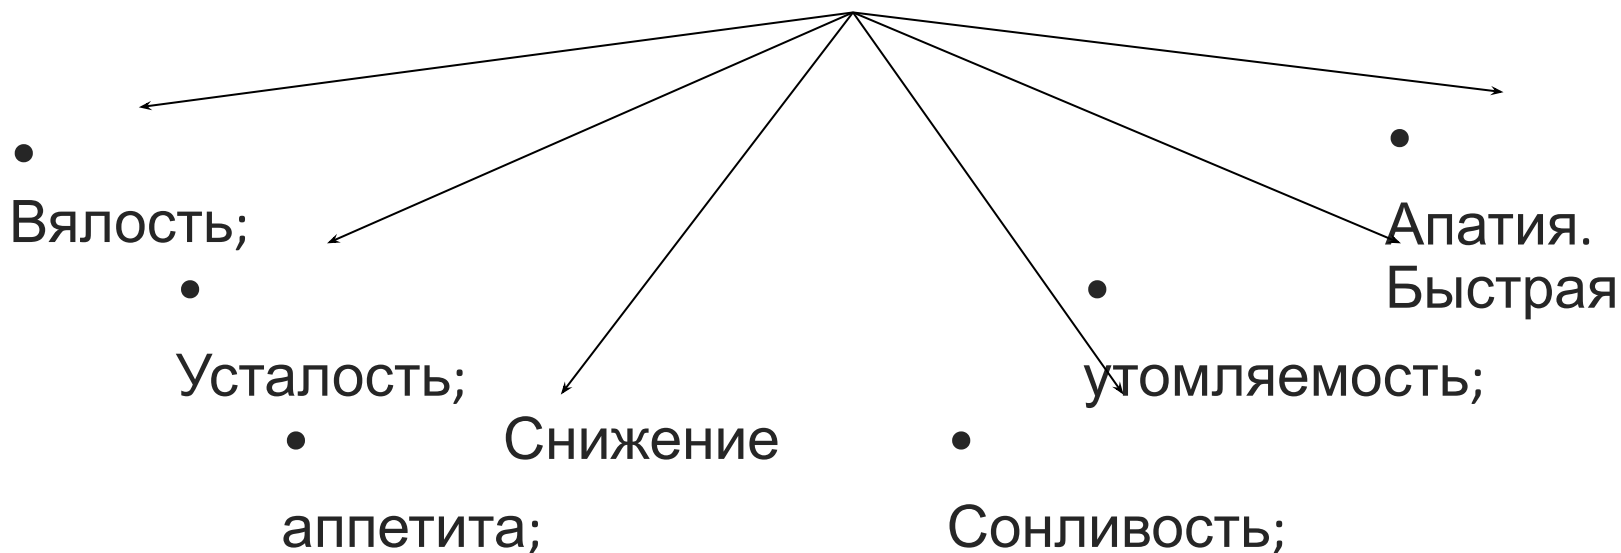 • Вялость;
• Усталость;
• Снижение
аппетита;
• Сонливость;
• Быстрая
утомляемость;
• Апатия.